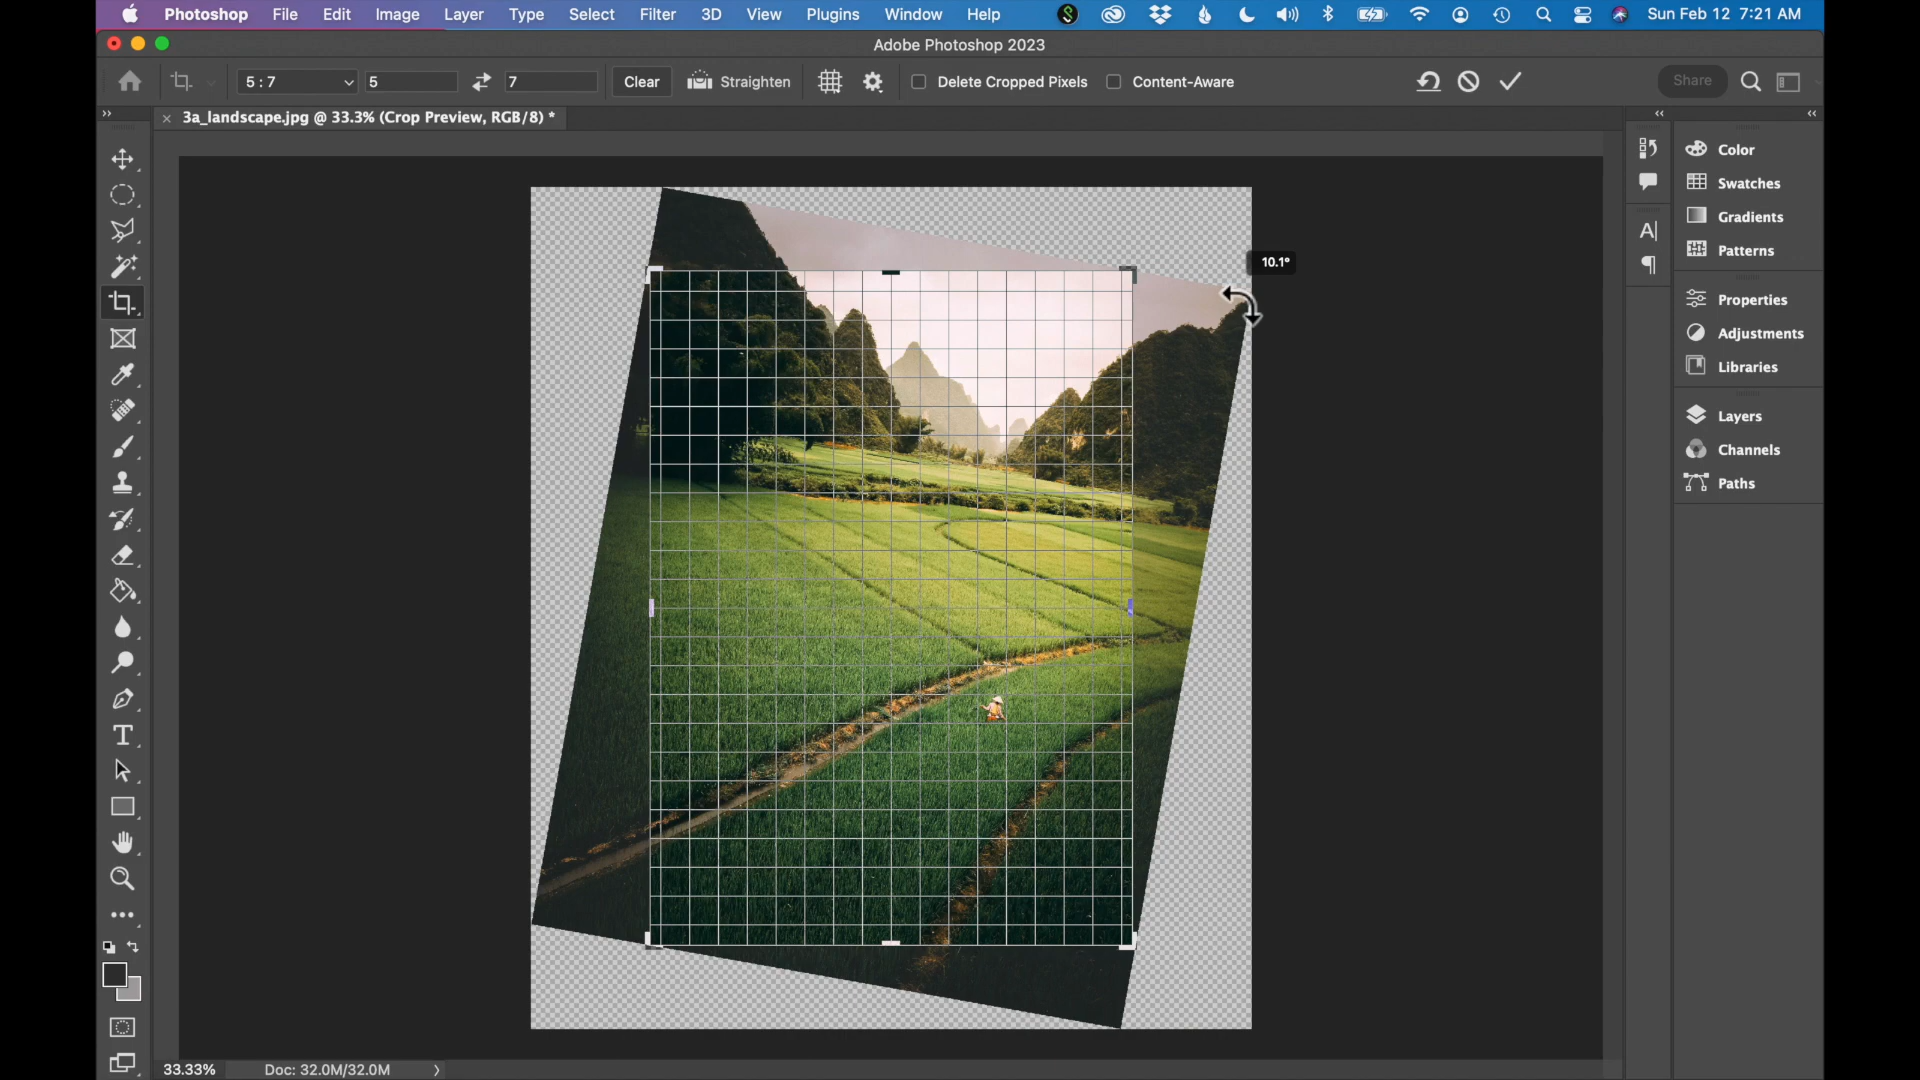 Photoshop File Edit Image Layer Type Select Filter 3D View Plugins Window Help Sun Feb 12 7:21 AM
Adobe Photoshop 2023
5 : 7 5 7 Clear Straighten Delete Cropped Pixels Content-Aware Share
3a_landscape.jpg @ 33.3% (Crop Preview, RGB/8) *
Color
Swatches
Gradients
Patterns
10.1°
Properties
Adjustments
Libraries
Layers
Channels
Paths
33.33% Doc: 32.0M/32.0M